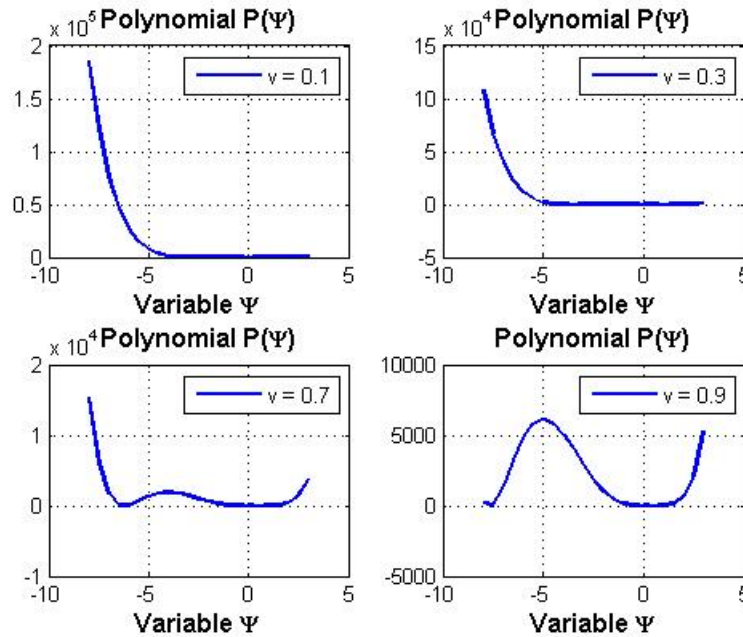 Polynomial P(Ψ)
x 10^5
v = 0.1
2
1.5
1
0.5
0
-10 -5 0 5
Variable Ψ
Polynomial P(Ψ)
x 10^4
v = 0.3
15
10
5
0
-5
-10 -5 0 5
Variable Ψ
Polynomial P(Ψ)
x 10^4
v = 0.7
2
1
0
-1
-10 -5 0 5
Variable Ψ
Polynomial P(Ψ)
v = 0.9
10000
5000
0
-5000
-10 -5 0 5
Variable Ψ